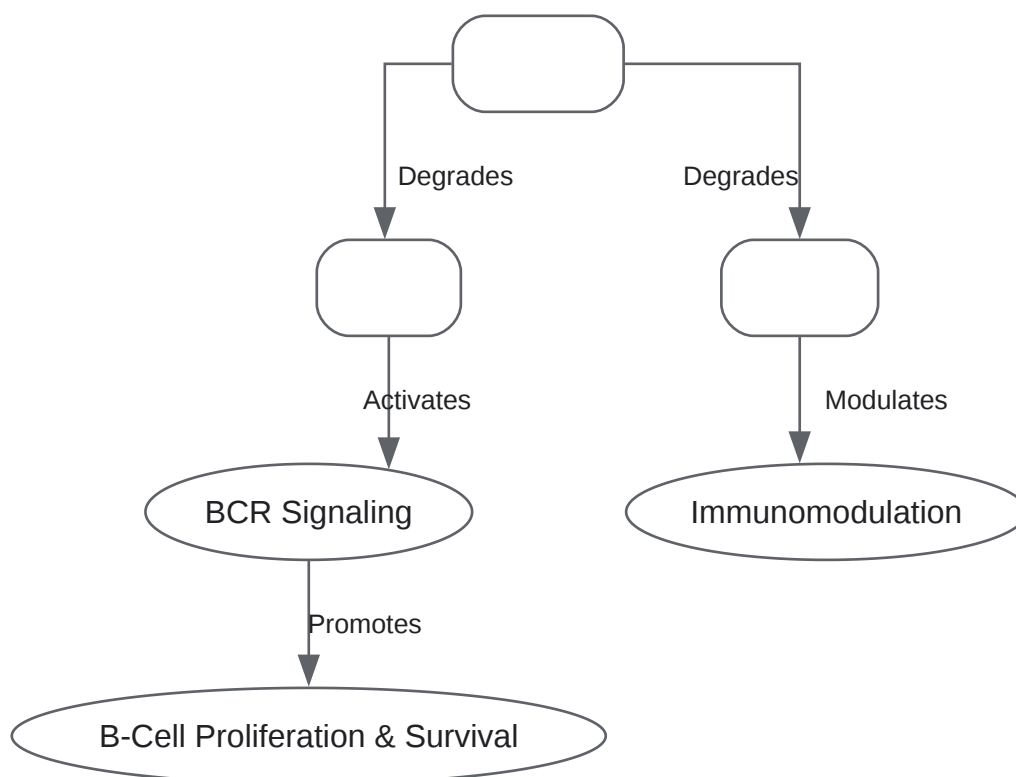 Degrades
Degrades
Activates
Modulates
BCR Signaling
Immunomodulation
Promotes
B-Cell Proliferation & Survival